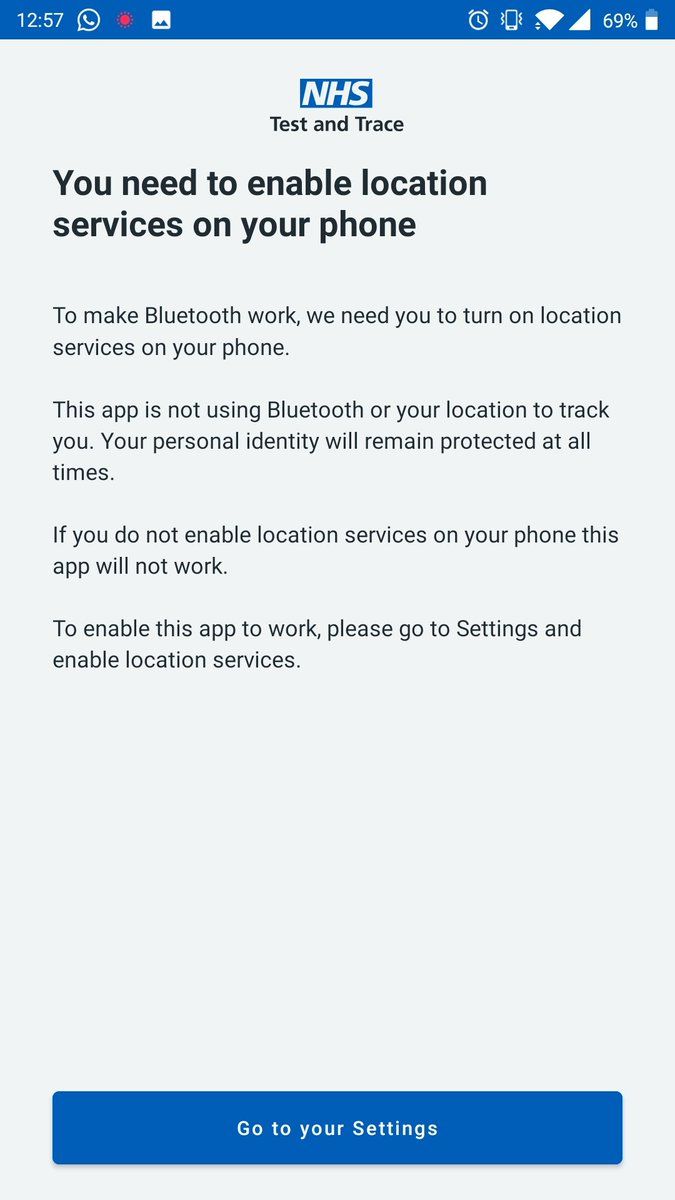 12:57 69%
NHS
Test and Trace
You need to enable location
services on your phone
To make Bluetooth work, we need you to turn on location
services on your phone.
This app is not using Bluetooth or your location to track
you. Your personal identity will remain protected at all
times.
If you do not enable location services on your phone this
app will not work.
To enable this app to work, please go to Settings and
enable location services.
Go to your Settings